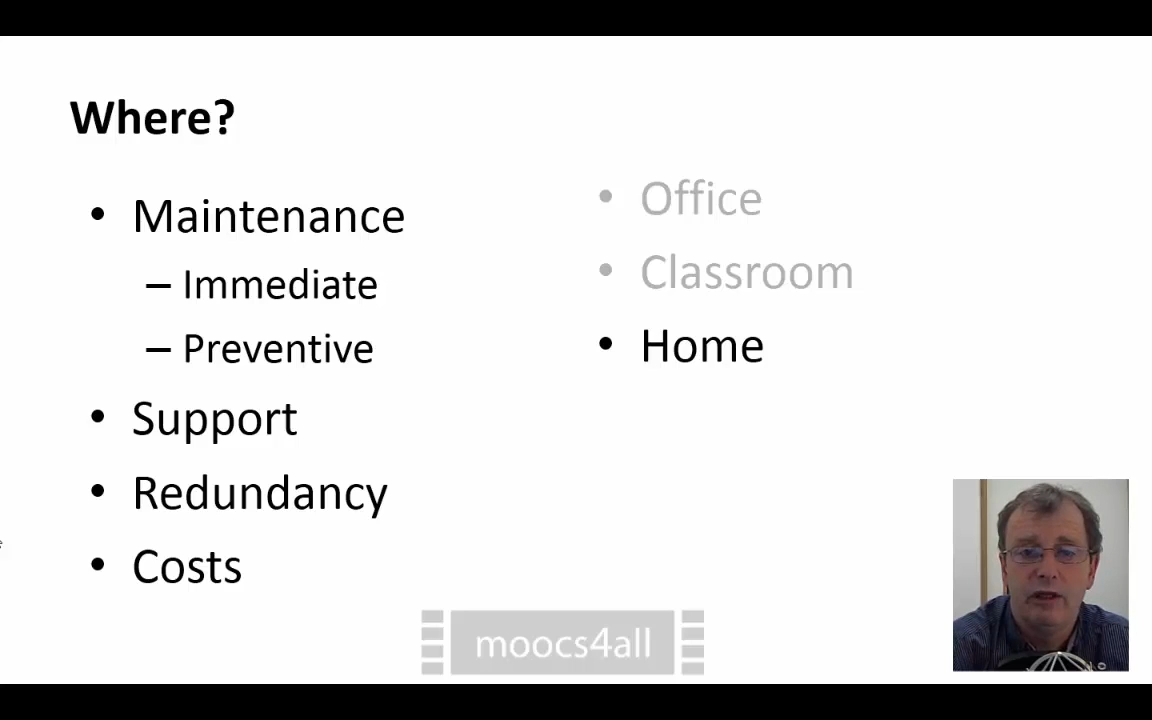 Where?
• Maintenance
– Immediate
– Preventive
• Support
• Redundancy
• Costs
• Office
• Classroom
• Home
moocs4all